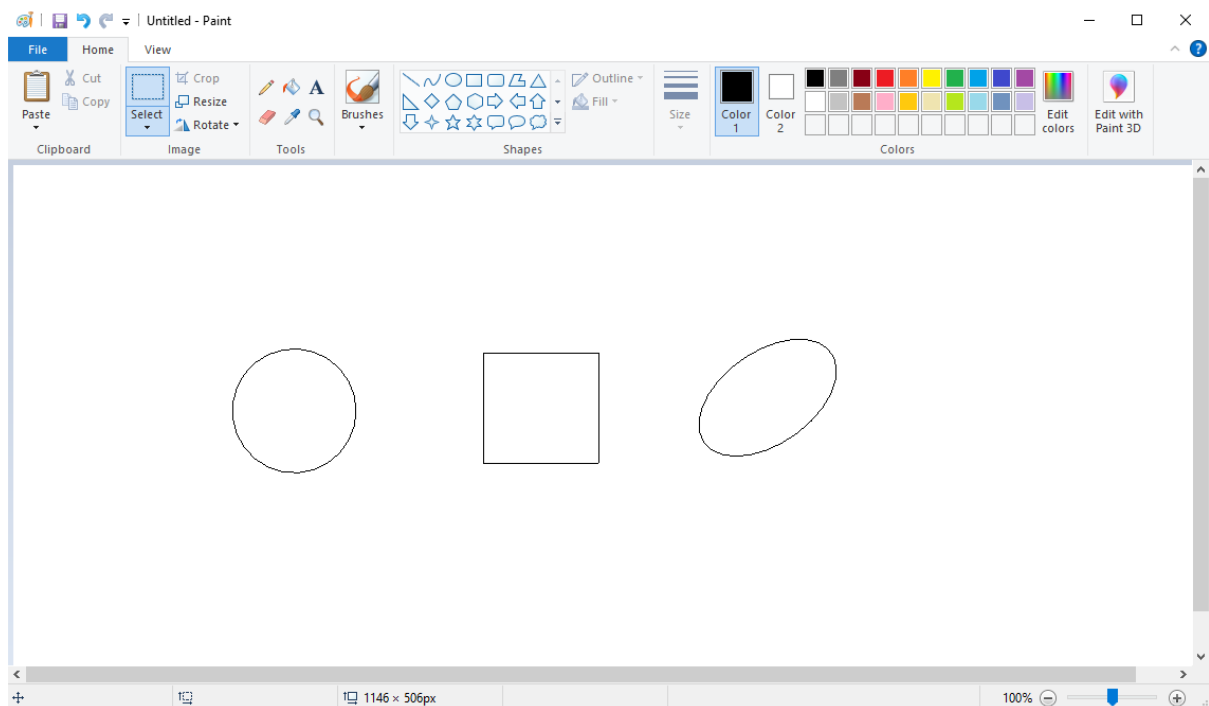 Untitled - Paint
File Home View
Paste
Cut
Copy
Clipboard
Select
Crop
Resize
Rotate
Image
A
Tools
Brushes
Outline
Fill
Shapes
Size
Color 1
Color 2
Edit colors
Colors
Edit with Paint 3D
1146 × 506px
100%